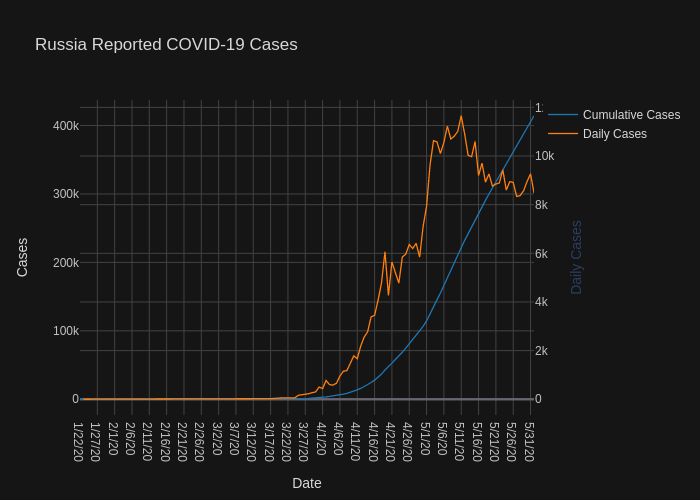 Russia Reported COVID-19 Cases
Cumulative Cases
Daily Cases
400k
300k
200k
100k
0
Cases
10k
8k
6k
4k
2k
0
Daily Cases
1/22/20
1/27/20
2/1/20
2/6/20
2/11/20
2/16/20
2/21/20
2/26/20
3/2/20
3/7/20
3/12/20
3/17/20
3/22/20
3/27/20
4/1/20
4/6/20
4/11/20
4/16/20
4/21/20
4/26/20
5/1/20
5/6/20
5/11/20
5/16/20
5/21/20
5/26/20
5/31/20
Date